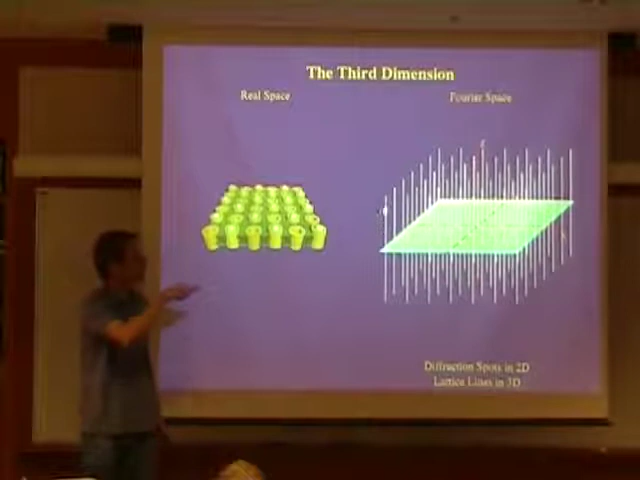 The Third Dimension
Real Space
Fourier Space
Diffraction Spots in 2D
Lattice Lines in 3D